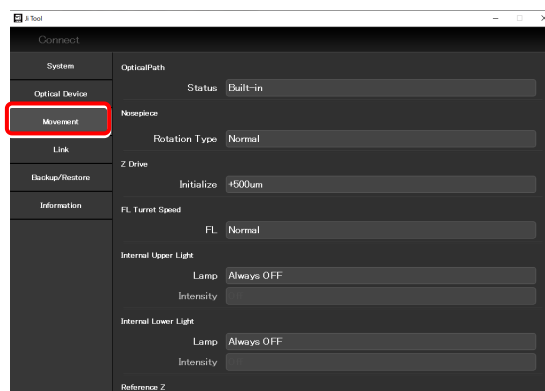 Ji Tool
Connect
System
Optical Device
Movement
Link
Backup/Restore
Information
OpticalPath
Status Built-in
Nosepiece
Rotation Type Normal
Z Drive
Initialize +500um
FL Turret Speed
FL Normal
Internal Upper Light
Lamp Always OFF
Intensity
Internal Lower Light
Lamp Always OFF
Intensity
Reference Z